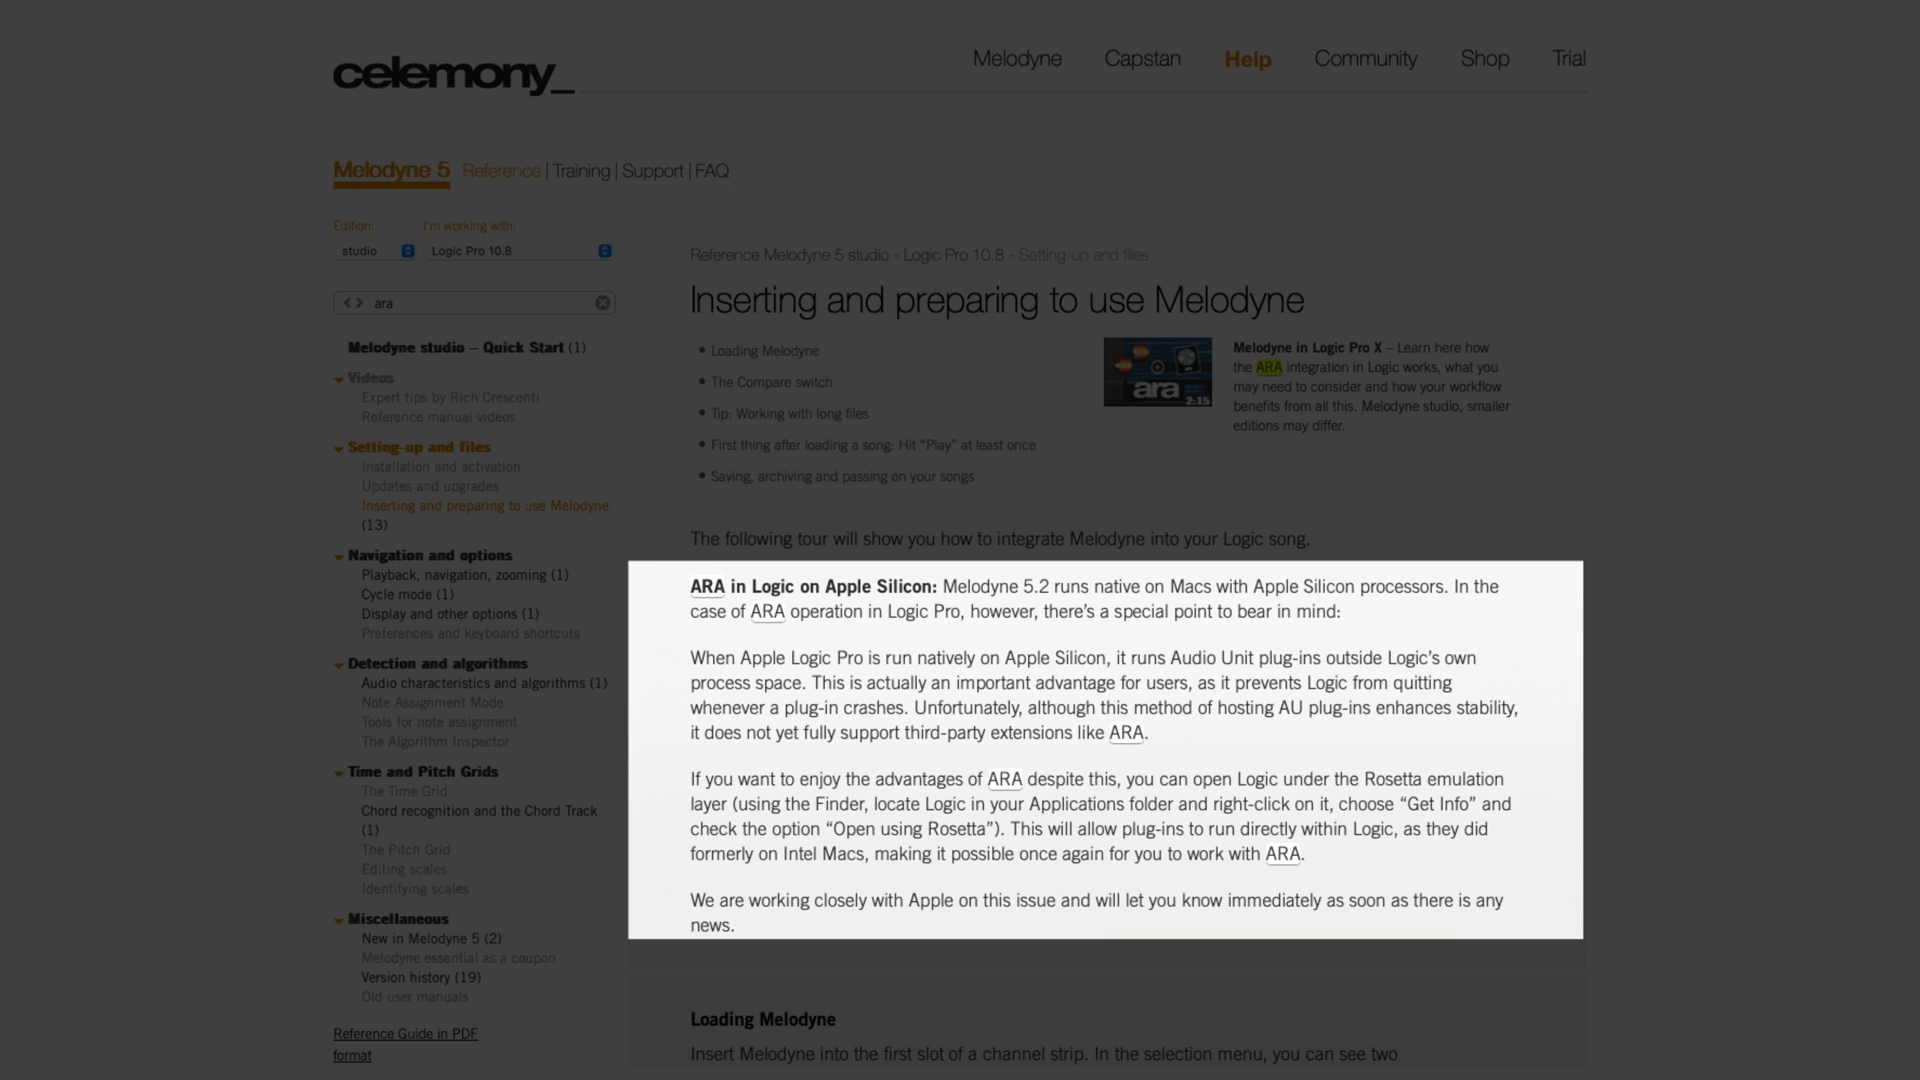 celemony_
Melodyne Capstan Help Community Shop Trial
Melodyne 5 Reference | Training | Support | FAQ
Edition: I'm working with:
studio Logic Pro 10.8
ara
Melodyne studio – Quick Start (1)
Videos
Expert tips by Rich Crescenti
Reference manual videos
Setting-up and files
Installation and activation
Updates and upgrades
Inserting and preparing to use Melodyne
(13)
Navigation and options
Playback, navigation, zooming (1)
Cycle mode (1)
Display and other options (1)
Preferences and keyboard shortcuts
Detection and algorithms
Audio characteristics and algorithms (1)
Note Assignment Mode
Tools for note assignment
The Algorithm Inspector
Time and Pitch Grids
The Time Grid
Chord recognition and the Chord Track
(1)
The Pitch Grid
Editing scales
Identifying scales
Miscellaneous
New in Melodyne 5 (2)
Melodyne essential as a coupon
Version history (19)
Old user manuals
Reference Guide in PDF
format
Reference Melodyne 5 studio - Logic Pro 10.8 - Setting-up and files
Inserting and preparing to use Melodyne
• Loading Melodyne
• The Compare switch
• Tip: Working with long files
• First thing after loading a song: Hit “Play” at least once
• Saving, archiving and passing on your songs
ara
2:15
Melodyne in Logic Pro X – Learn here how
the ARA integration in Logic works, what you
may need to consider and how your workflow
benefits from all this. Melodyne studio, smaller
editions may differ.
The following tour will show you how to integrate Melodyne into your Logic song.
ARA in Logic on Apple Silicon: Melodyne 5.2 runs native on Macs with Apple Silicon processors. In the
case of ARA operation in Logic Pro, however, there’s a special point to bear in mind:
When Apple Logic Pro is run natively on Apple Silicon, it runs Audio Unit plug-ins outside Logic’s own
process space. This is actually an important advantage for users, as it prevents Logic from quitting
whenever a plug-in crashes. Unfortunately, although this method of hosting AU plug-ins enhances stability,
it does not yet fully support third-party extensions like ARA.
If you want to enjoy the advantages of ARA despite this, you can open Logic under the Rosetta emulation
layer (using the Finder, locate Logic in your Applications folder and right-click on it, choose “Get Info” and
check the option “Open using Rosetta”). This will allow plug-ins to run directly within Logic, as they did
formerly on Intel Macs, making it possible once again for you to work with ARA.
We are working closely with Apple on this issue and will let you know immediately as soon as there is any
news.
Loading Melodyne
Insert Melodyne into the first slot of a channel strip. In the selection menu, you can see two